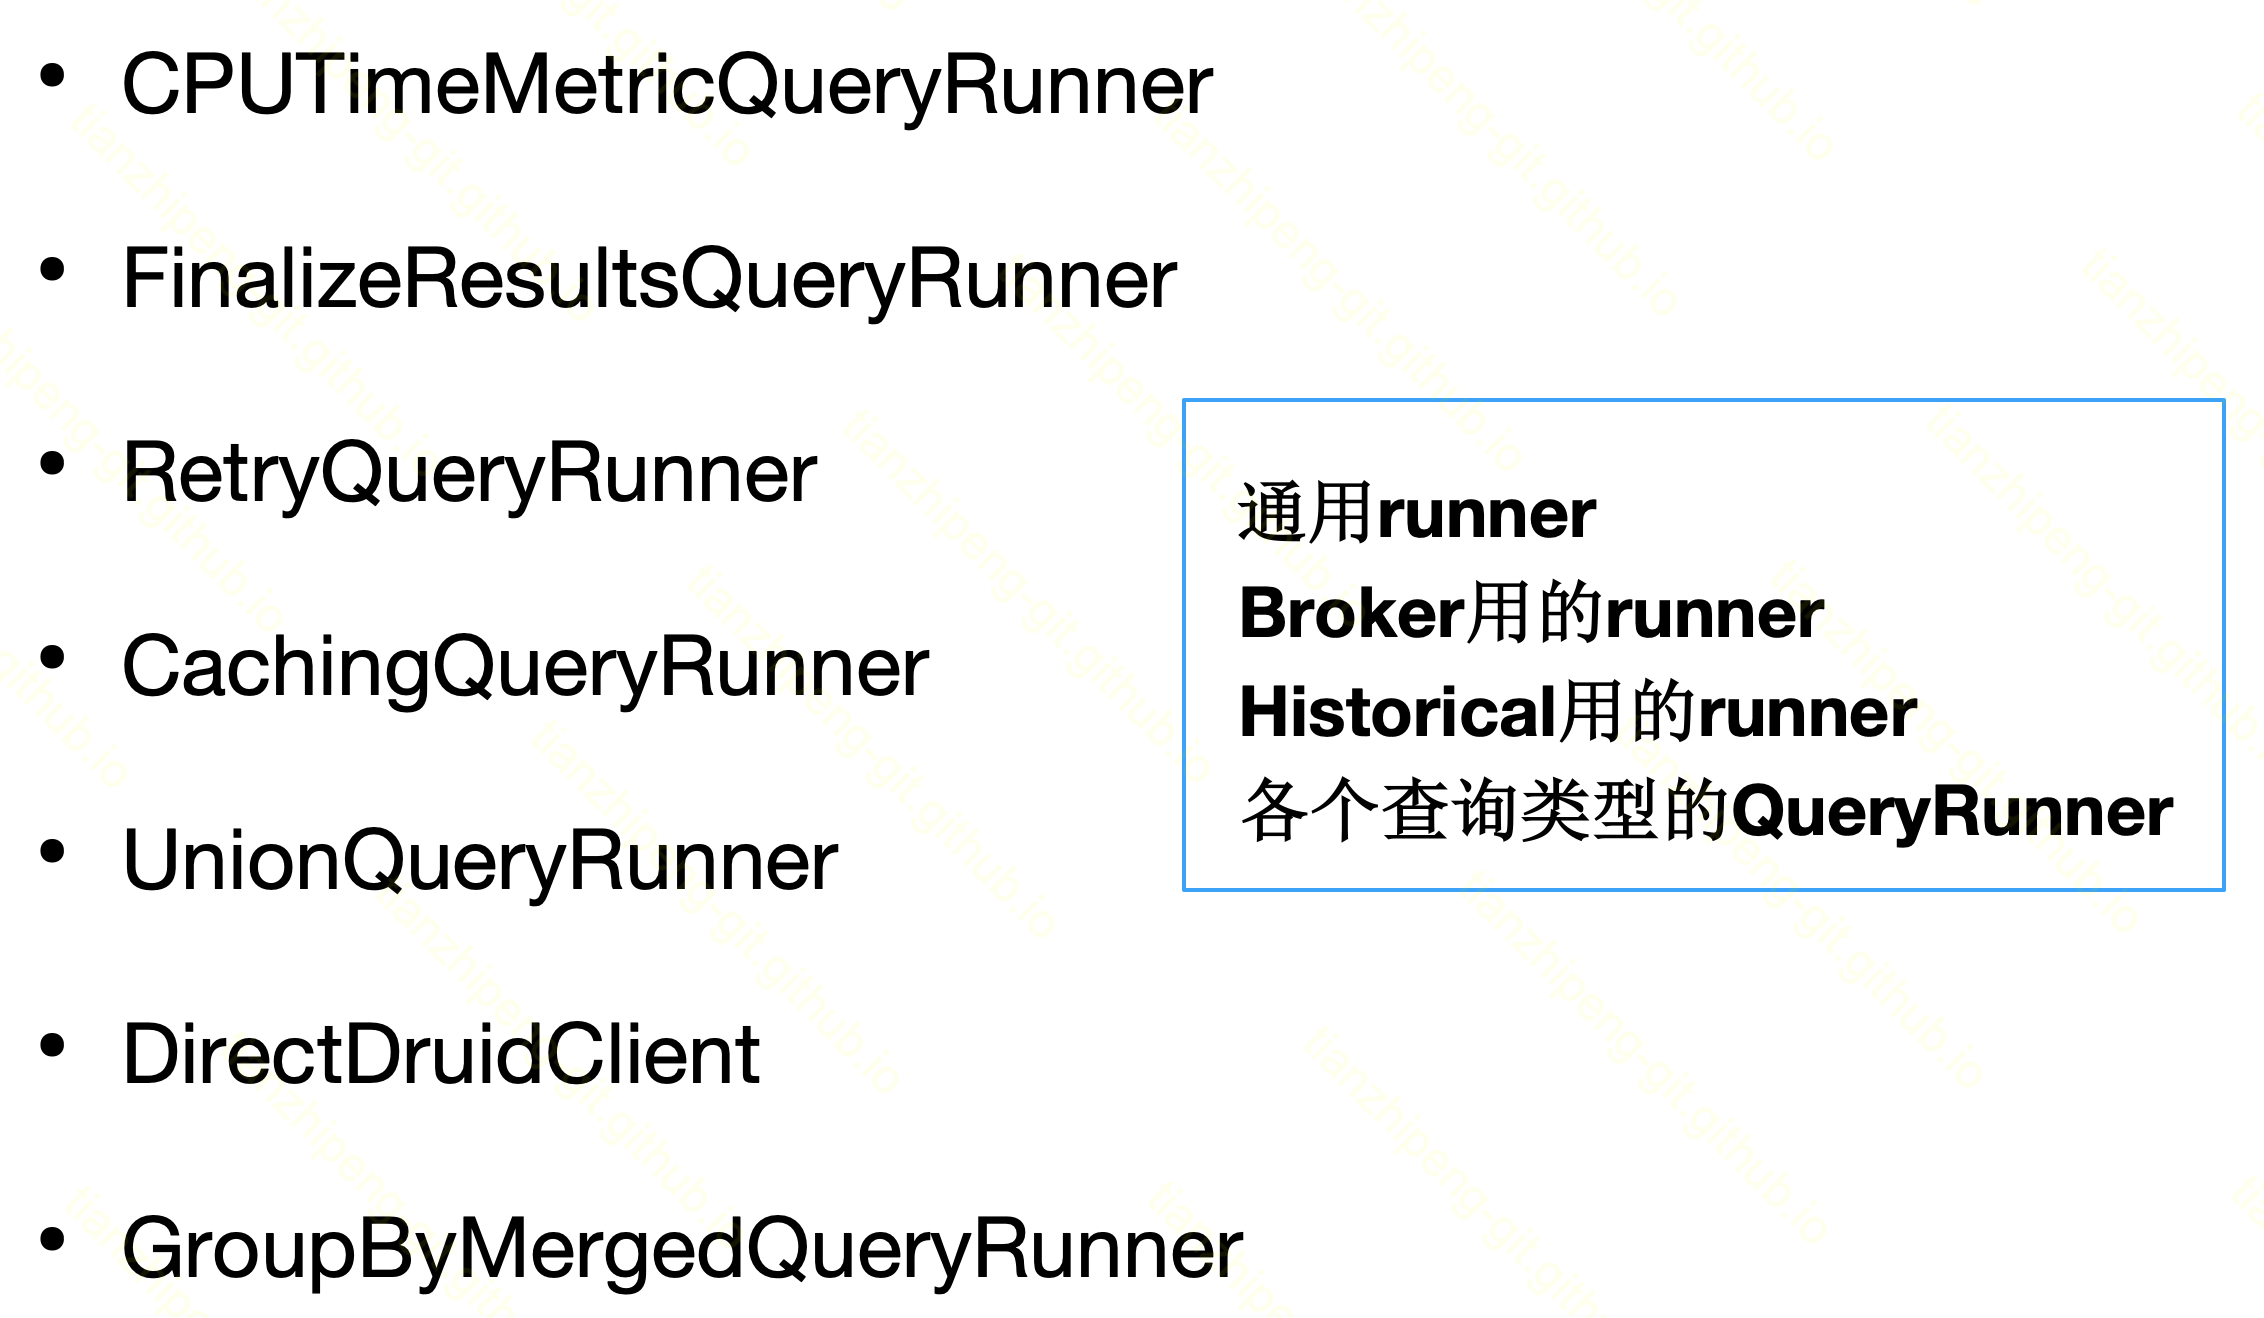 • CPUTimeMetricQueryRunner
• FinalizeResultsQueryRunner
• RetryQueryRunner
• CachingQueryRunner
• UnionQueryRunner
• DirectDruidClient
• GroupByMergedQueryRunner
通用runner
Broker用的runner
Historical用的runner
各个查询类型的QueryRunner
tianzhipeng-git.github.io